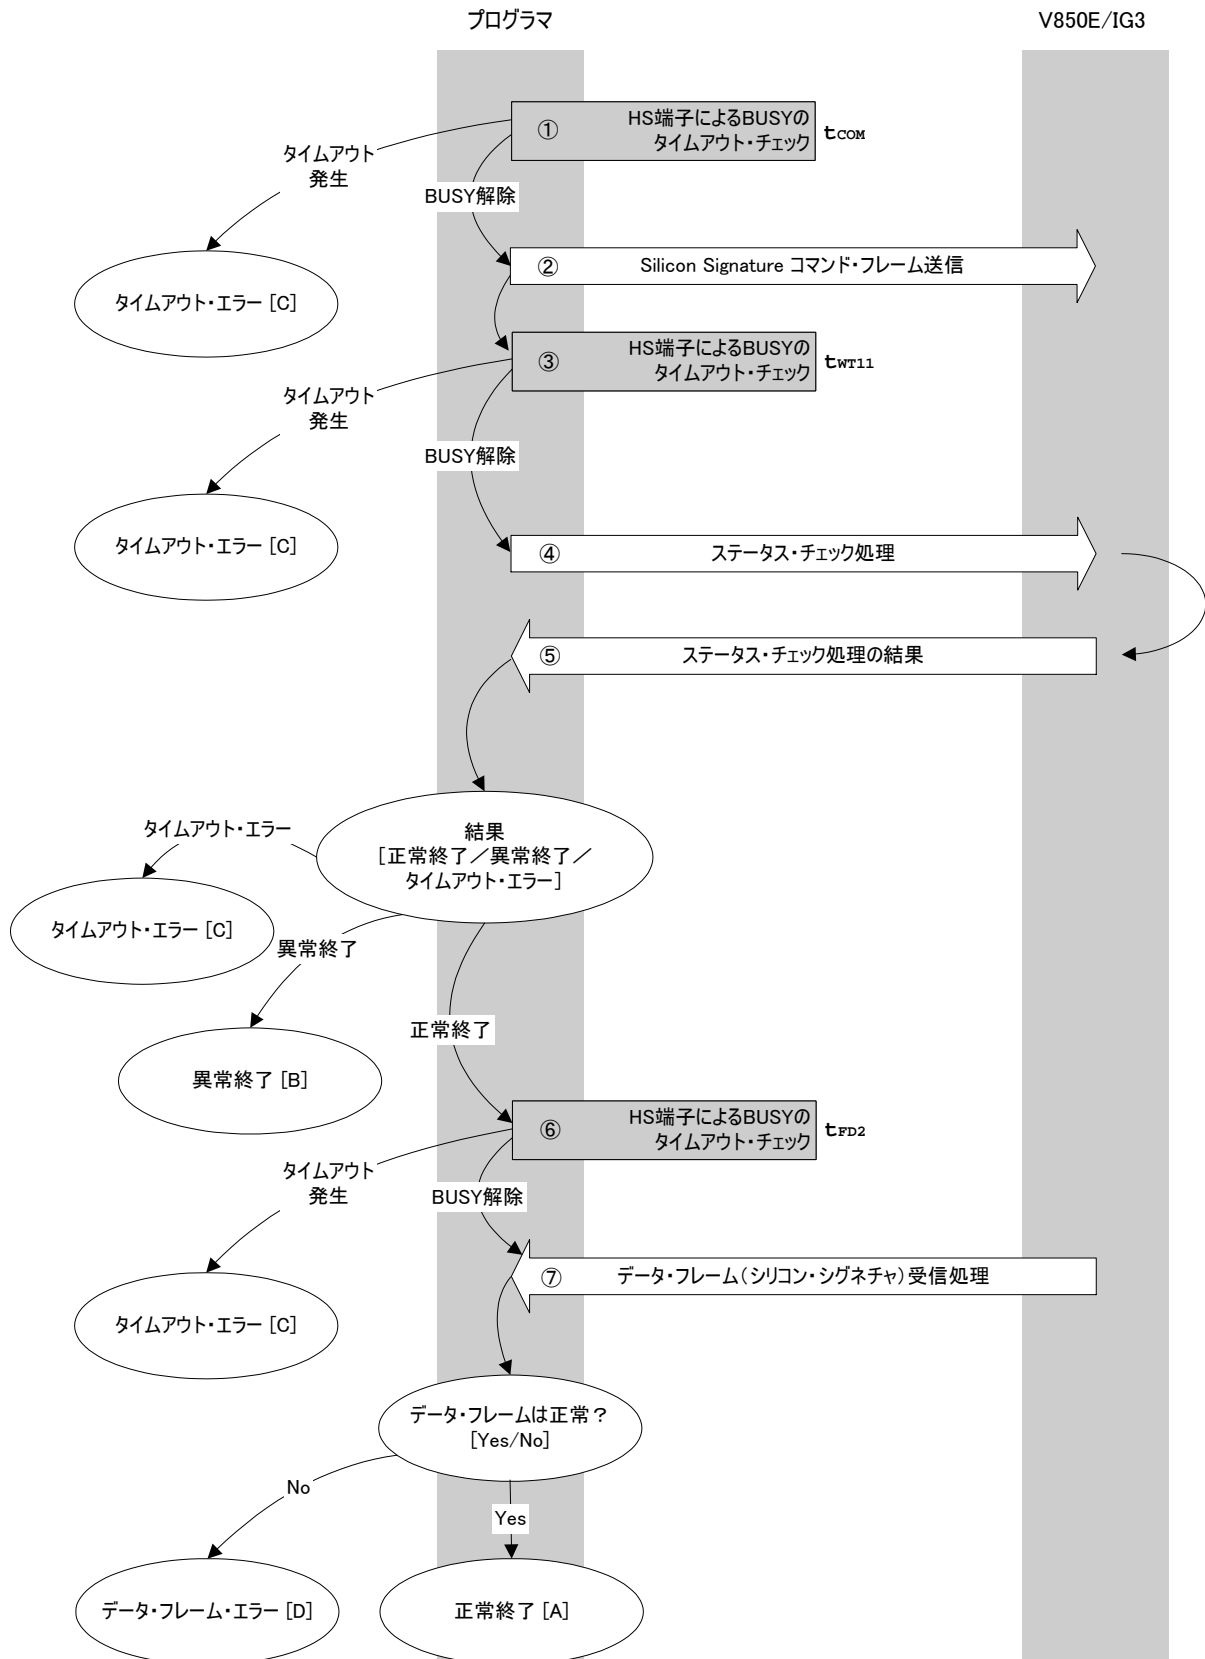 プログラマ
V850E/IG3
①
HS端子によるBUSYの
タイムアウト・チェック
tCOM
タイムアウト
発生
BUSY解除
②
Silicon Signature コマンド・フレーム送信
タイムアウト・エラー [C]
③
HS端子によるBUSYの
タイムアウト・チェック
tWT11
タイムアウト
発生
BUSY解除
タイムアウト・エラー [C]
④
ステータス・チェック処理
⑤
ステータス・チェック処理の結果
結果
[正常終了／異常終了／
タイムアウト・エラー]
タイムアウト・エラー
タイムアウト・エラー [C]
異常終了
正常終了
異常終了 [B]
⑥
HS端子によるBUSYの
タイムアウト・チェック
tFD2
タイムアウト
発生
BUSY解除
⑦
データ・フレーム（シリコン・シグネチャ）受信処理
タイムアウト・エラー [C]
データ・フレームは正常？
[Yes/No]
No
Yes
データ・フレーム・エラー [D]
正常終了 [A]